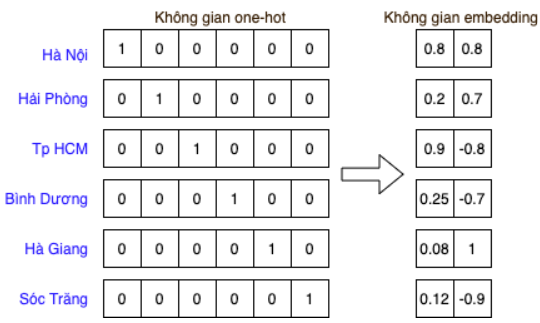 Không gian one-hot Không gian embedding
Hà Nội 1 0 0 0 0 0 0.8 0.8
Hải Phòng 0 1 0 0 0 0 0.2 0.7
Tp HCM 0 0 1 0 0 0 0.9 -0.8
Bình Dương 0 0 0 1 0 0 0.25 -0.7
Hà Giang 0 0 0 0 1 0 0.08 1
Sóc Trăng 0 0 0 0 0 1 0.12 -0.9